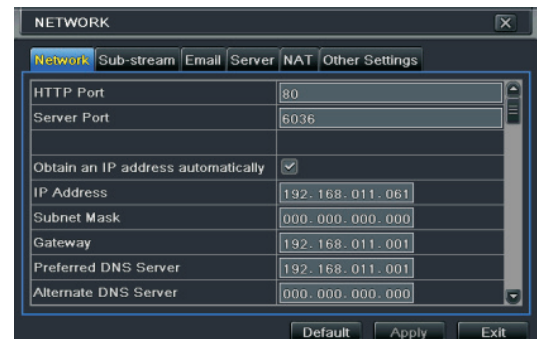 NETWORK
Network Sub-stream Email Server NAT Other Settings
HTTP Port 80
Server Port 6036
Obtain an IP address automatically
IP Address 192.168.011.061
Subnet Mask 000.000.000.000
Gateway 192.168.011.001
Preferred DNS Server 192.168.011.001
Alternate DNS Server 000.000.000.000
Default Apply Exit